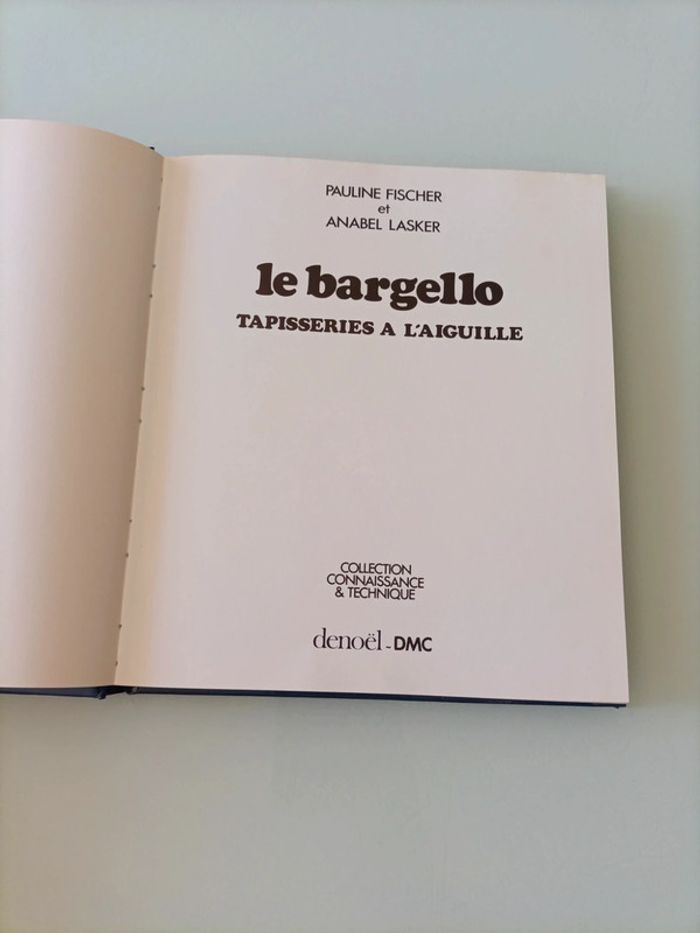 PAULINE FISCHER
et
ANABEL LASKER
le bargello
TAPISSERIES A L'AIGUILLE
COLLECTION
CONNAISSANCE
& TECHNIQUE
denoël - DMC